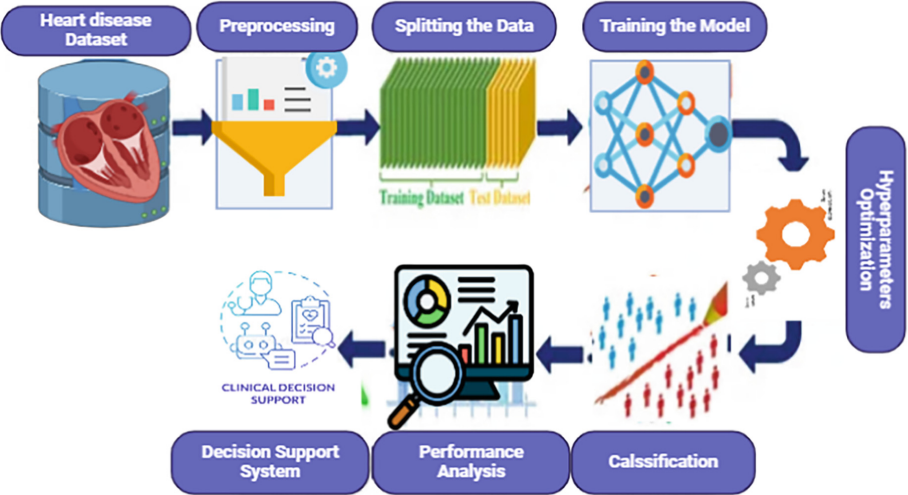 Heart disease
Dataset
Preprocessing
Splitting the Data
Training the Model
Training Dataset Test Dataset
Hyperparameters
Optimization
CLINICAL DECISION
SUPPORT
Decision Support
System
Performance
Analysis
Calssification